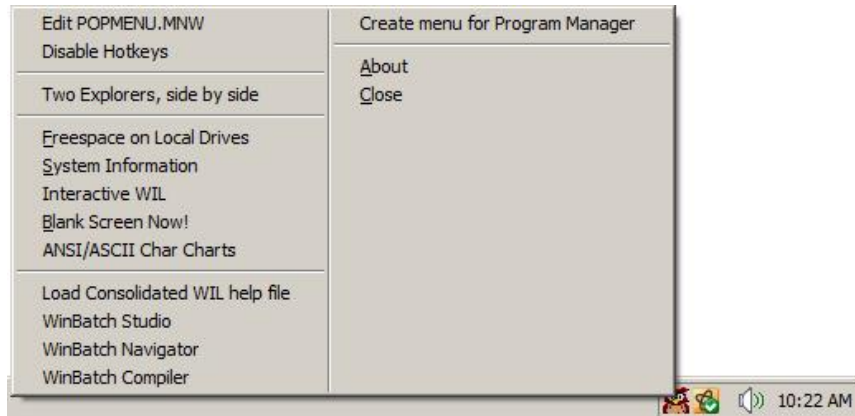 Edit POPMENU.MNW
Disable Hotkeys
Two Explorers, side by side
Freespace on Local Drives
System Information
Interactive WIL
Blank Screen Now!
ANSI/ASCII Char Charts
Load Consolidated WIL help file
WinBatch Studio
WinBatch Navigator
WinBatch Compiler
Create menu for Program Manager
About
Close
10:22 AM